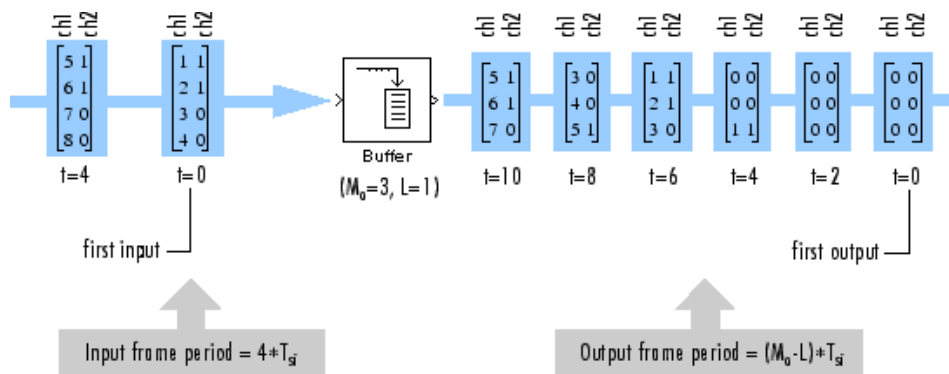 ch1 ch2 ch1 ch2 ch1 ch2 ch1 ch2 ch1 ch2 ch1 ch2 ch1 ch2 ch1 ch2
5 1 1 1 5 1 3 0 1 1 0 0 0 0 0 0
6 1 2 1 6 1 4 0 2 1 0 0 0 0 0 0
7 0 3 0 7 0 5 1 3 0 1 1 0 0 0 0
8 0 4 0
Buffer
t=4 t=0 (Mo=3, L=1) t=10 t=8 t=6 t=4 t=2 t=0
first input first output
Input frame period = 4*Tsi Output frame period = (Mo-L)*Tsi